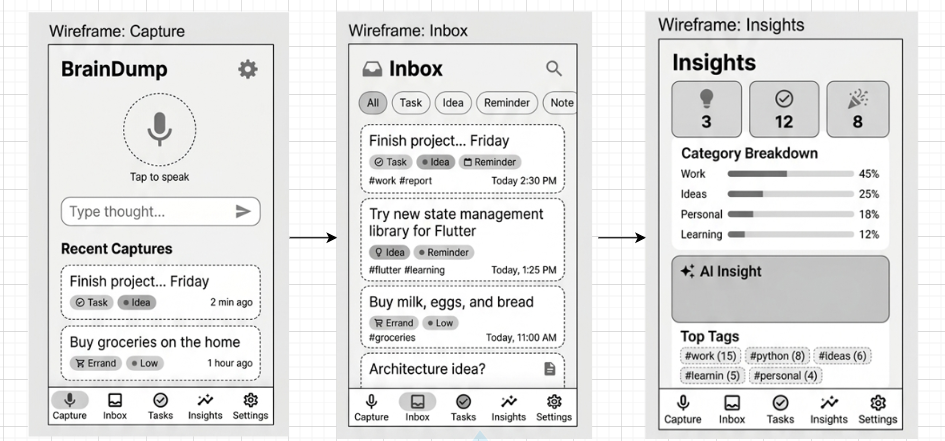 Wireframe: Capture
BrainDump
Tap to speak
Type thought...
Recent Captures
Finish project... Friday
Task Idea 2 min ago
Buy groceries on the home
Errand Low 1 hour ago
Capture Inbox Tasks Insights Settings
Wireframe: Inbox
Inbox
All Task Idea Reminder Note
Finish project... Friday
Task Idea Reminder
#work #report Today 2:30 PM
Try new state management
library for Flutter
Idea Reminder
#flutter #learning Today, 1:25 PM
Buy milk, eggs, and bread
Errand Low
#groceries Today, 11:00 AM
Architecture idea?
Capture Inbox Tasks Insights Settings
Wireframe: Insights
Insights
3 12 8
Category Breakdown
Work 45%
Ideas 25%
Personal 18%
Learning 12%
AI Insight
Top Tags
#work (15) #python (8) #ideas (6)
#learnin (5) #personal (4)
Capture Inbox Tasks Insights Settings